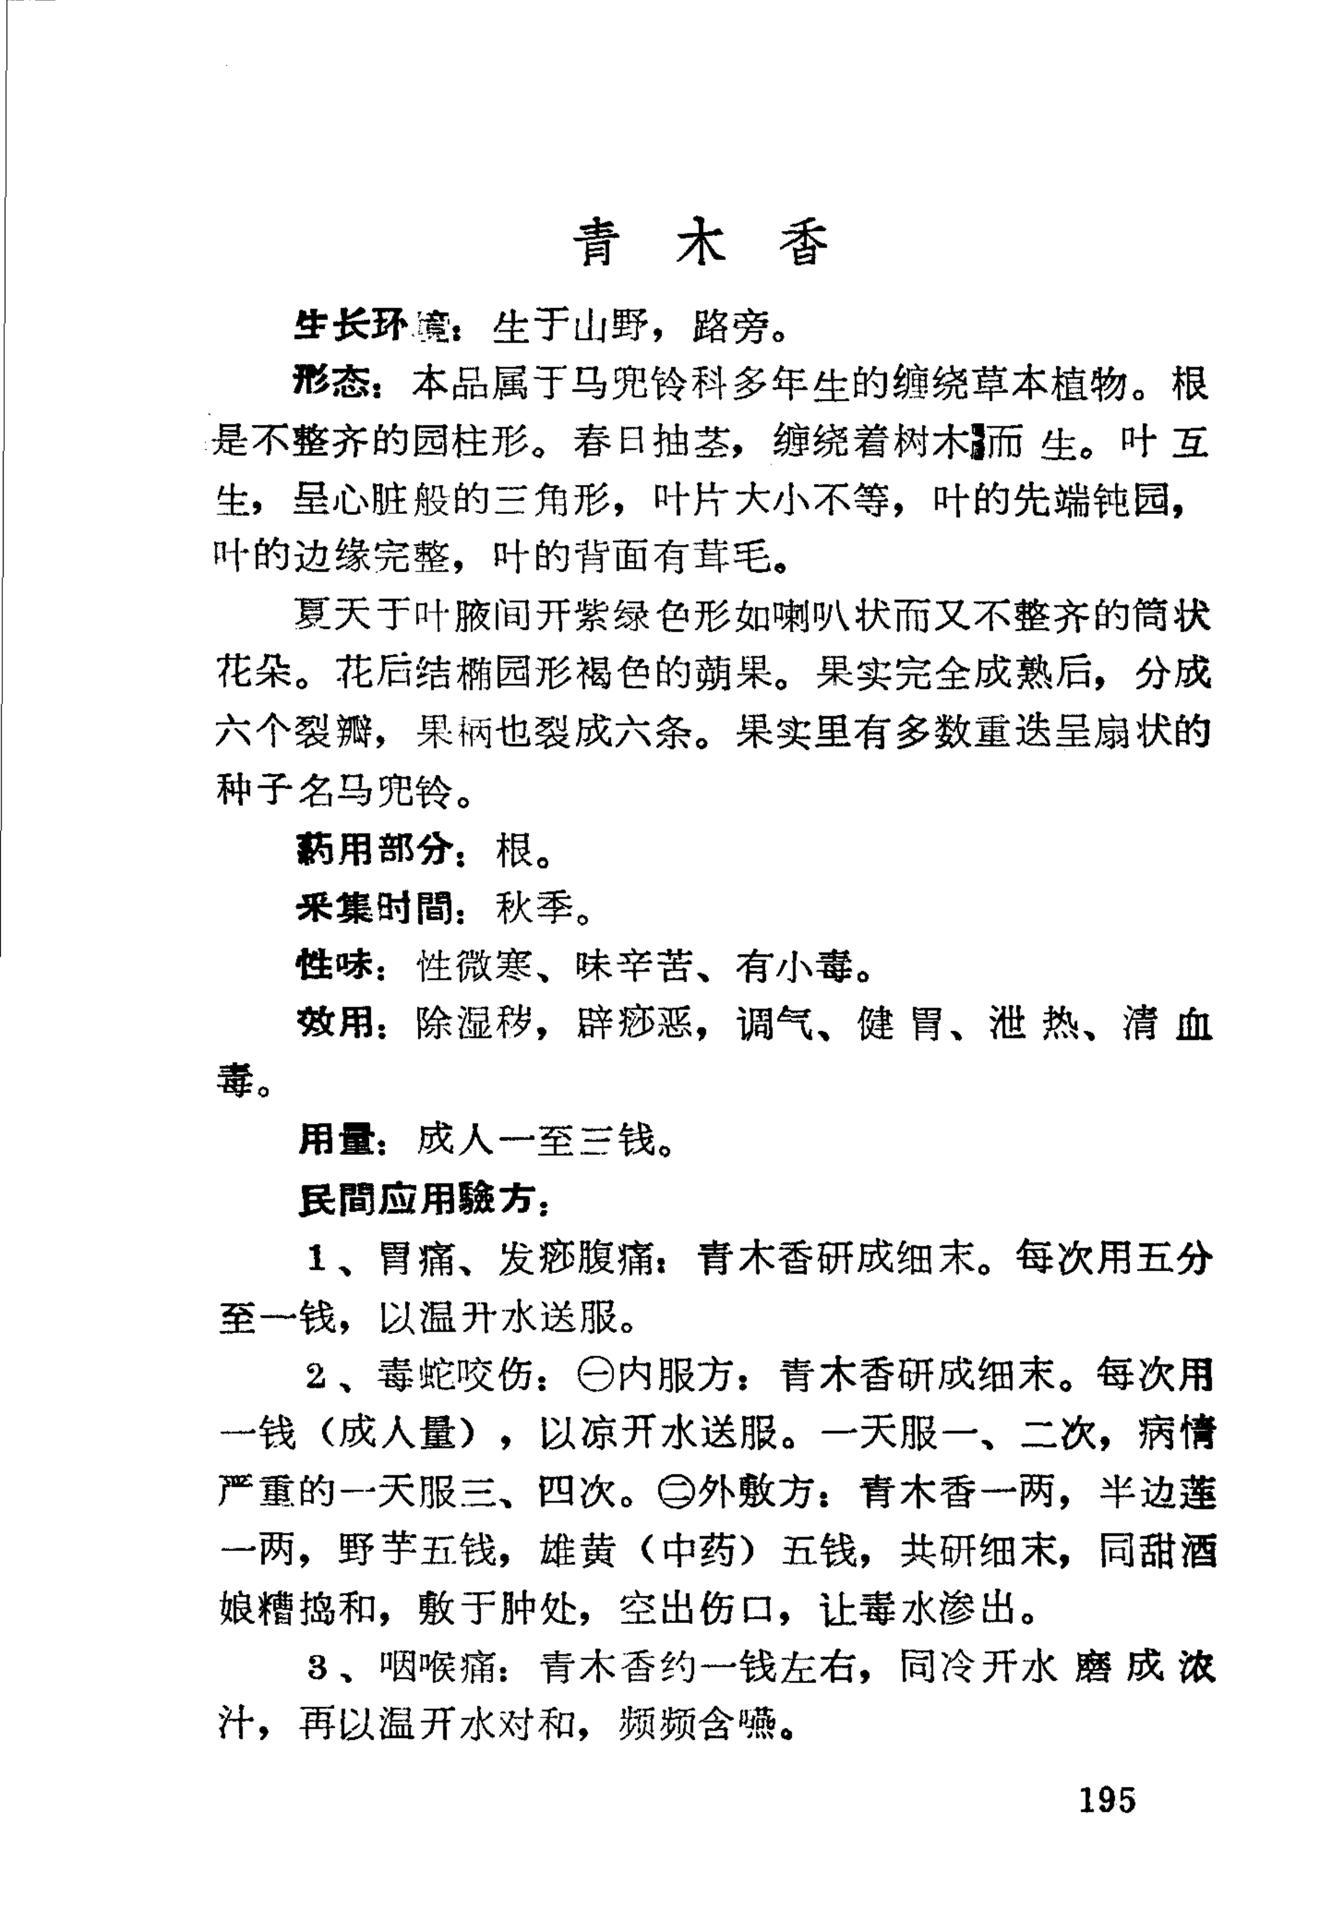 青木香
生长环境：生于山野，路旁。
形态：本品属于马兜铃科多年生的缠绕草本植物。根
是不整齐的园柱形。春日抽茎，缠绕着树木而生。叶互
生，呈心脏般的三角形，叶片大小不等，叶的先端钝园，
叶的边缘完整，叶的背面有茸毛。
夏天于叶腋间开紫绿色形如喇叭状而又不整齐的筒状
花朵。花后结椭园形褐色的蒴果。果实完全成熟后，分成
六个裂瓣，果柄也裂成六条。果实里有多数重迭呈扇状的
种子名马兜铃。
药用部分：根。
采集时間：秋季。
性味：性微寒、味辛苦、有小毒。
效用：除湿秽，辟痧恶，调气、健胃、泄热、清血
毒。
用量：成人一至三钱。
民間应用驗方：
1、胃痛、发痧腹痛：青木香研成细末。每次用五分
至一钱，以温开水送服。
2、毒蛇咬伤：㊀内服方：青木香研成细末。每次用
一钱（成人量），以凉开水送服。一天服一、二次，病情
严重的一天服三、四次。㊁外敷方：青木香一两，半边莲
一两，野芋五钱，雄黄（中药）五钱，共研细末，同甜酒
娘糟捣和，敷于肿处，空出伤口，让毒水渗出。
3、咽喉痛：青木香约一钱左右，同冷开水磨成浓
汁，再以温开水对和，频频含嚥。
195